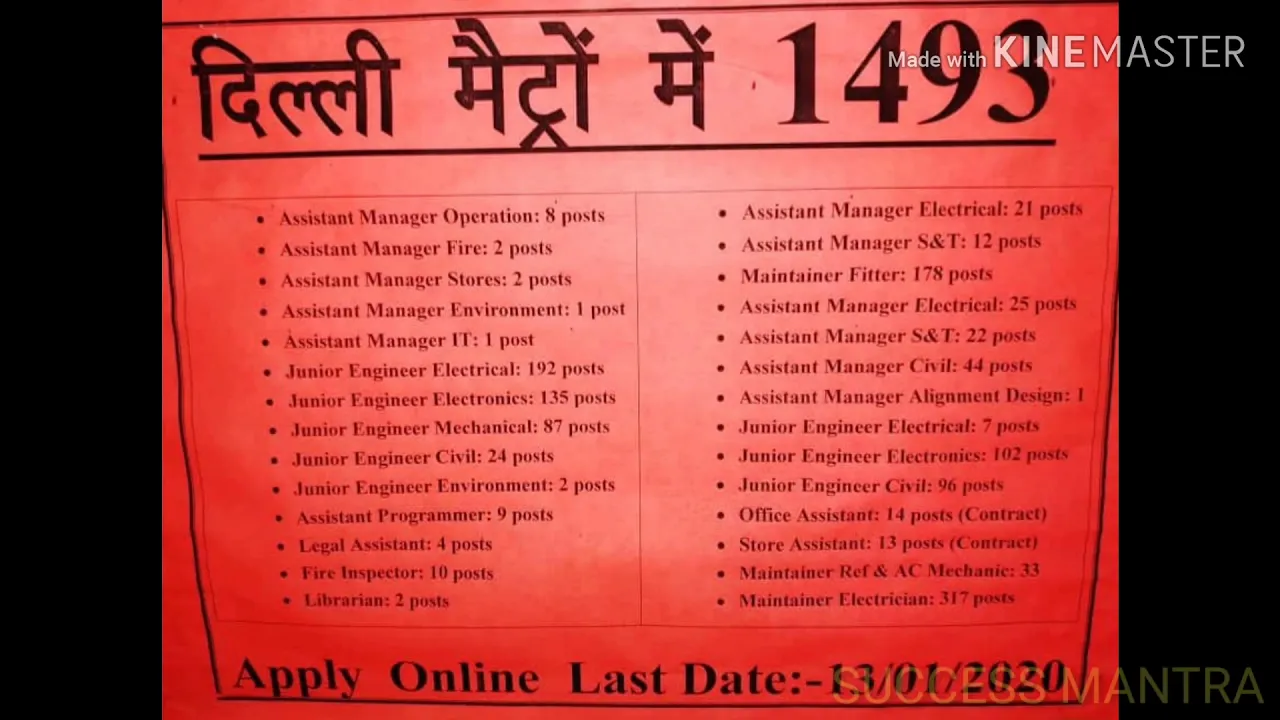 दिल्ली मैट्रों में 1493
Made with KINEMASTER
• Assistant Manager Operation: 8 posts
• Assistant Manager Fire: 2 posts
• Assistant Manager Stores: 2 posts
• Assistant Manager Environment: 1 post
• Assistant Manager IT: 1 post
• Junior Engineer Electrical: 192 posts
• Junior Engineer Electronics: 135 posts
• Junior Engineer Mechanical: 87 posts
• Junior Engineer Civil: 24 posts
• Junior Engineer Environment: 2 posts
• Assistant Programmer: 9 posts
• Legal Assistant: 4 posts
• Fire Inspector: 10 posts
• Librarian: 2 posts
• Assistant Manager Electrical: 21 posts
• Assistant Manager S&T: 12 posts
• Maintainer Fitter: 178 posts
• Assistant Manager Electrical: 25 posts
• Assistant Manager S&T: 22 posts
• Assistant Manager Civil: 44 posts
• Assistant Manager Alignment Design: 1
• Junior Engineer Electrical: 7 posts
• Junior Engineer Electronics: 102 posts
• Junior Engineer Civil: 96 posts
• Office Assistant: 14 posts (Contract)
• Store Assistant: 13 posts (Contract)
• Maintainer Ref & AC Mechanic: 33
• Maintainer Electrician: 317 posts
Apply Online Last Date:-13/01/2020
SUCCESS MANTRA